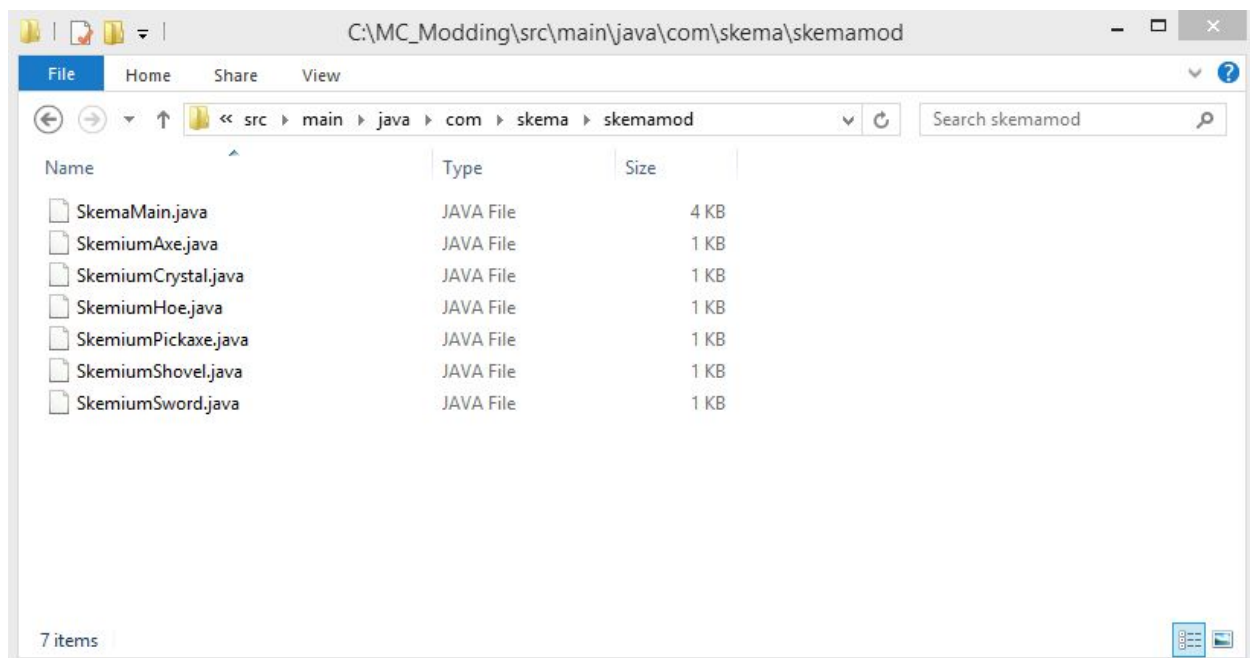 C:\MC_Modding\src\main\java\com\skema\skemamod
File Home Share View
« src main java com skema skemamod Search skemamod
Name Type Size
SkemaMain.java JAVA File 4 KB
SkemiumAxe.java JAVA File 1 KB
SkemiumCrystal.java JAVA File 1 KB
SkemiumHoe.java JAVA File 1 KB
SkemiumPickaxe.java JAVA File 1 KB
SkemiumShovel.java JAVA File 1 KB
SkemiumSword.java JAVA File 1 KB
7 items